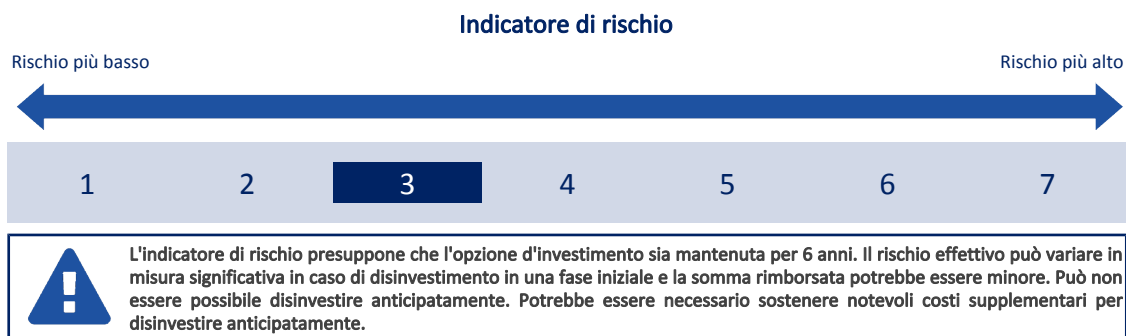 Indicatore di rischio
Rischio più basso
Rischio più alto
1 2 3 4 5 6 7
L'indicatore di rischio presuppone che l'opzione d'investimento sia mantenuta per 6 anni. Il rischio effettivo può variare in
misura significativa in caso di disinvestimento in una fase iniziale e la somma rimborsata potrebbe essere minore. Può non
essere possibile disinvestire anticipatamente. Potrebbe essere necessario sostenere notevoli costi supplementari per
disinvestire anticipatamente.